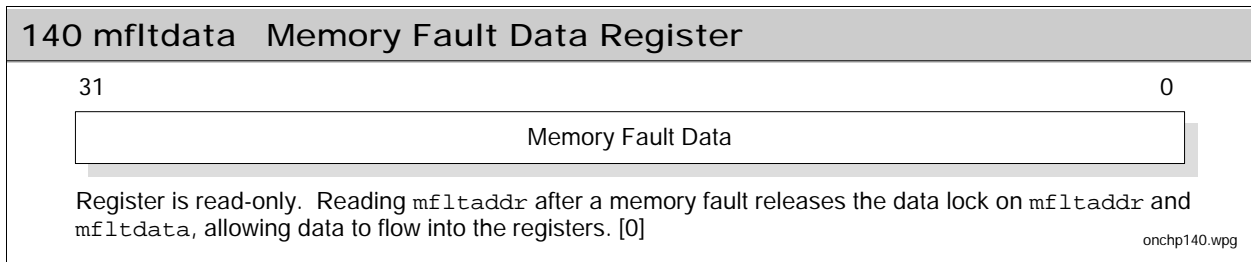 140 mfltdata Memory Fault Data Register
31 0
Memory Fault Data
Register is read-only. Reading mfltaddr after a memory fault releases the data lock on mfltaddr and
mfltdata, allowing data to flow into the registers. [0]
onchp140.wpg